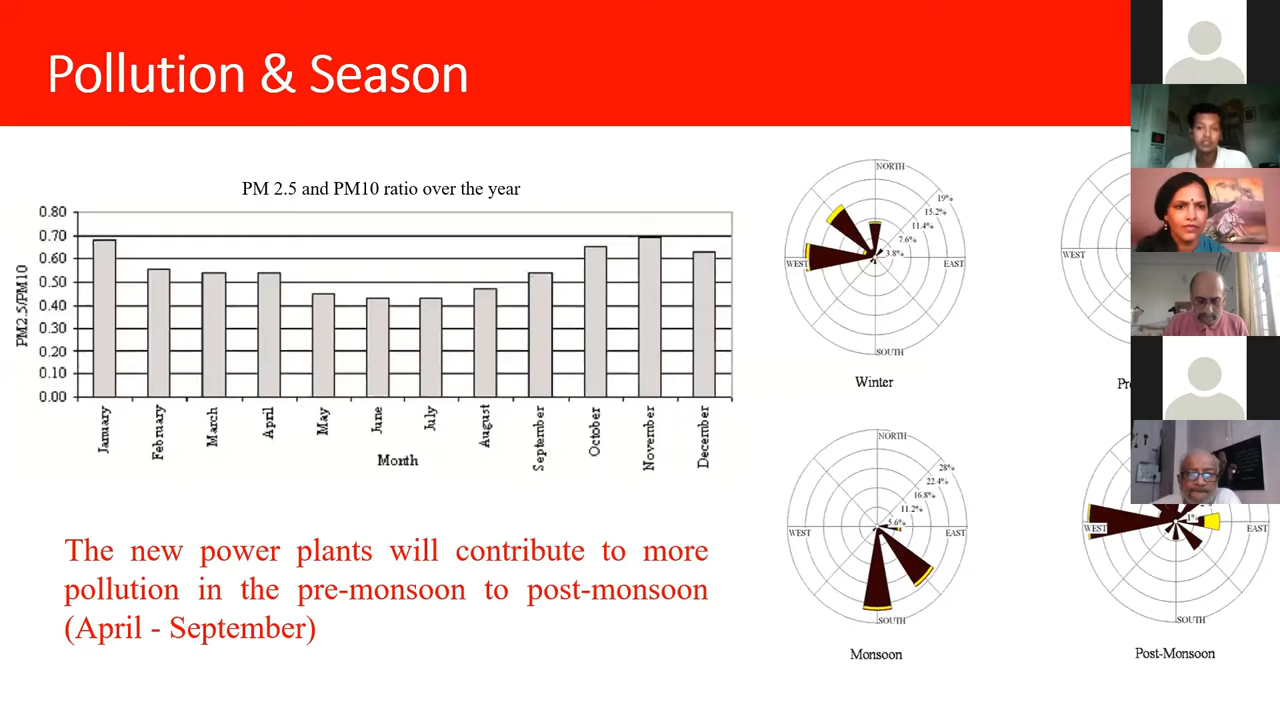 Pollution & Season
PM 2.5 and PM10 ratio over the year
0.80
0.70
0.60
0.50
0.40
0.30
0.20
0.10
0.00
PM2.5/PM10
January
February
March
April
May
June
July
August
September
October
November
December
Month
The new power plants will contribute to more
pollution in the pre-monsoon to post-monsoon
(April - September)
NORTH
19%
15.2%
11.4%
7.6%
3.8%
WEST
EAST
SOUTH
Winter
WEST
NORTH
28%
22.4%
16.8%
11.2%
5.6%
WEST
EAST
SOUTH
Monsoon
WEST
EAST
SOUTH
Post-Monsoon